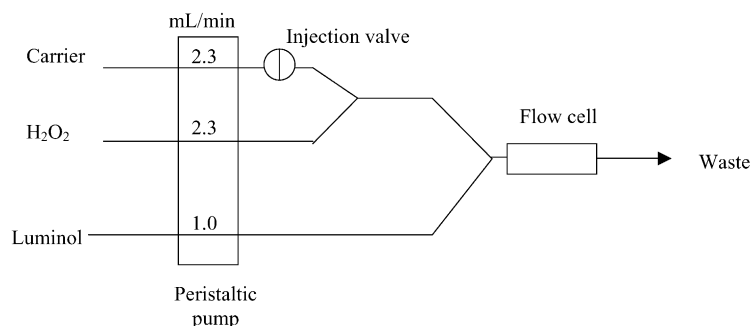 mL/min
Injection valve
Carrier
2.3
H₂O₂
2.3
Flow cell
Waste
Luminol
1.0
Peristaltic
pump